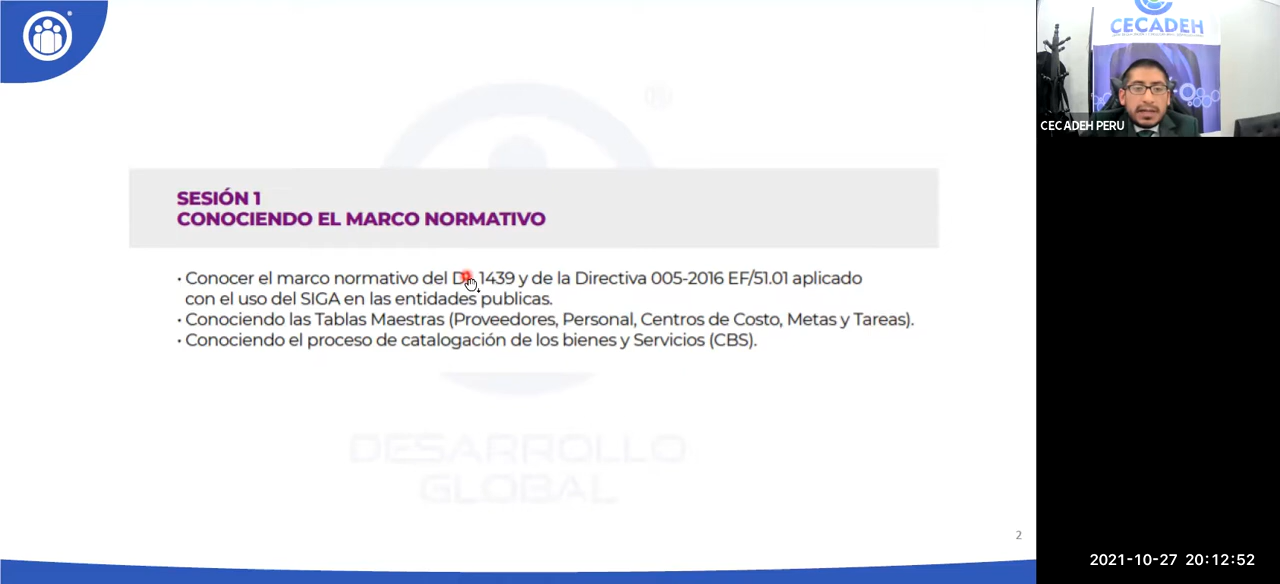 CECADEH
CECADEH PERU
SESIÓN 1
CONOCIENDO EL MARCO NORMATIVO
• Conocer el marco normativo del 1439 y de la Directiva 005-2016 EF/51.01 aplicado
con el uso del SIGA en las entidades publicas.
• Conociendo las Tablas Maestras (Proveedores, Personal, Centros de Costo, Metas y Tareas).
• Conociendo el proceso de catalogación de los bienes y Servicios (CBS).
DESARROLLO
GLOBAL
2
2021-10-27 20:12:52